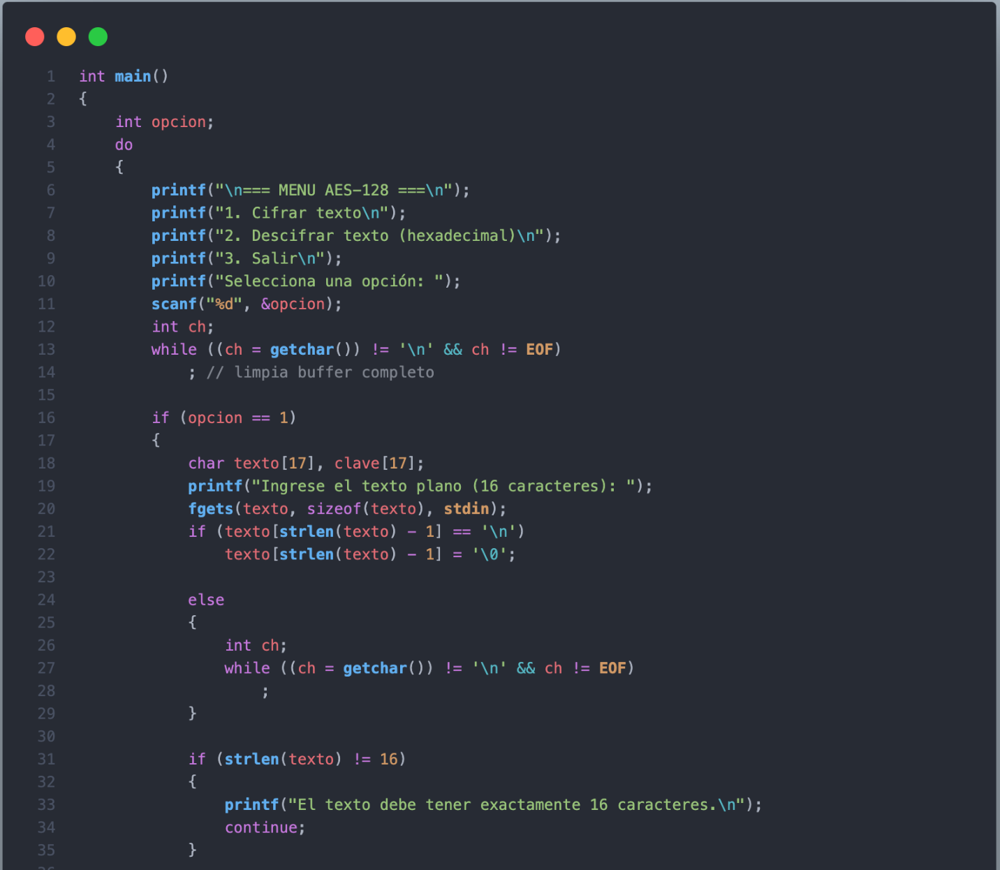 1 int main()
2 {
3 int opcion;
4 do
5 {
6 printf("\n=== MENU AES-128 ===\n");
7 printf("1. Cifrar texto\n");
8 printf("2. Descifrar texto (hexadecimal)\n");
9 printf("3. Salir\n");
10 printf("Selecciona una opción: ");
11 scanf("%d", &opcion);
12 int ch;
13 while ((ch = getchar()) != '\n' && ch != EOF)
14 ; // limpia buffer completo
15
16 if (opcion == 1)
17 {
18 char texto[17], clave[17];
19 printf("Ingrese el texto plano (16 caracteres): ");
20 fgets(texto, sizeof(texto), stdin);
21 if (texto[strlen(texto) - 1] == '\n')
22 texto[strlen(texto) - 1] = '\0';
23
24 else
25 {
26 int ch;
27 while ((ch = getchar()) != '\n' && ch != EOF)
28 ;
29 }
30
31 if (strlen(texto) != 16)
32 {
33 printf("El texto debe tener exactamente 16 caracteres.\n");
34 continue;
35 }